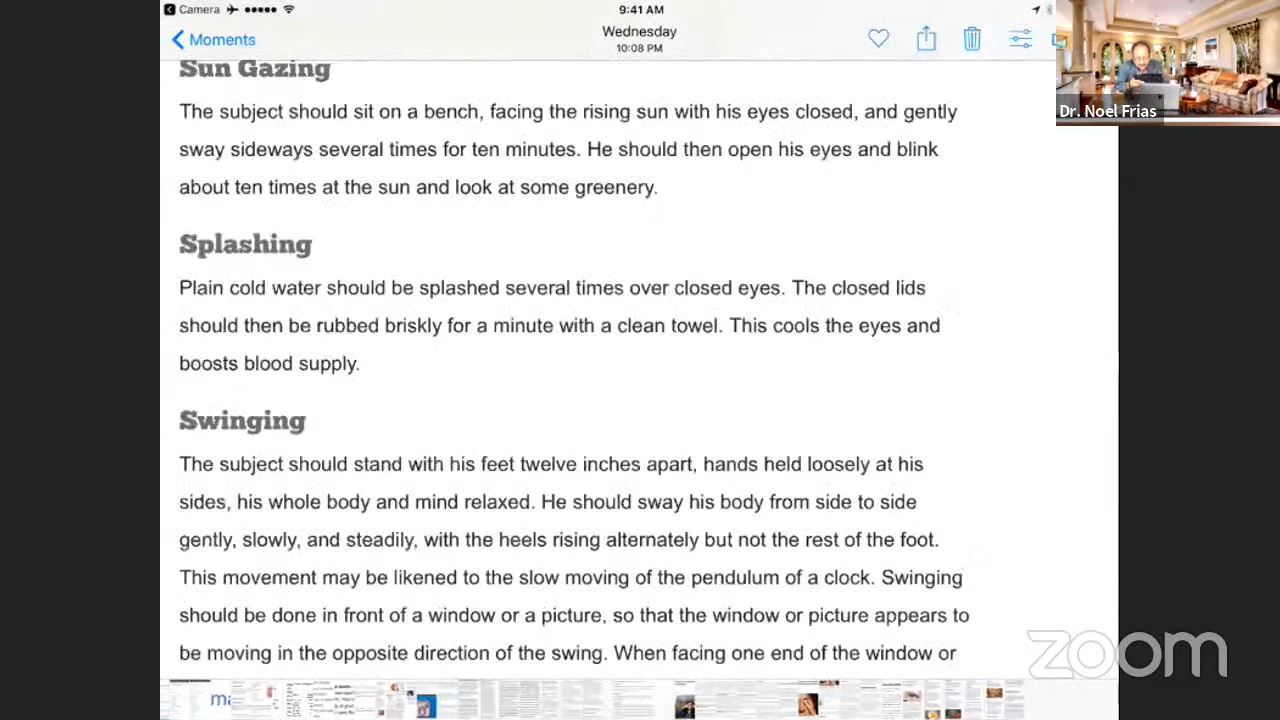 Camera
9:41 AM
Moments
Wednesday
10:08 PM
Dr. Noel Frias
Sun Gazing
The subject should sit on a bench, facing the rising sun with his eyes closed, and gently
sway sideways several times for ten minutes. He should then open his eyes and blink
about ten times at the sun and look at some greenery.
Splashing
Plain cold water should be splashed several times over closed eyes. The closed lids
should then be rubbed briskly for a minute with a clean towel. This cools the eyes and
boosts blood supply.
Swinging
The subject should stand with his feet twelve inches apart, hands held loosely at his
sides, his whole body and mind relaxed. He should sway his body from side to side
gently, slowly, and steadily, with the heels rising alternately but not the rest of the foot.
This movement may be likened to the slow moving of the pendulum of a clock. Swinging
should be done in front of a window or a picture, so that the window or picture appears to
be moving in the opposite direction of the swing. When facing one end of the window or
zoom